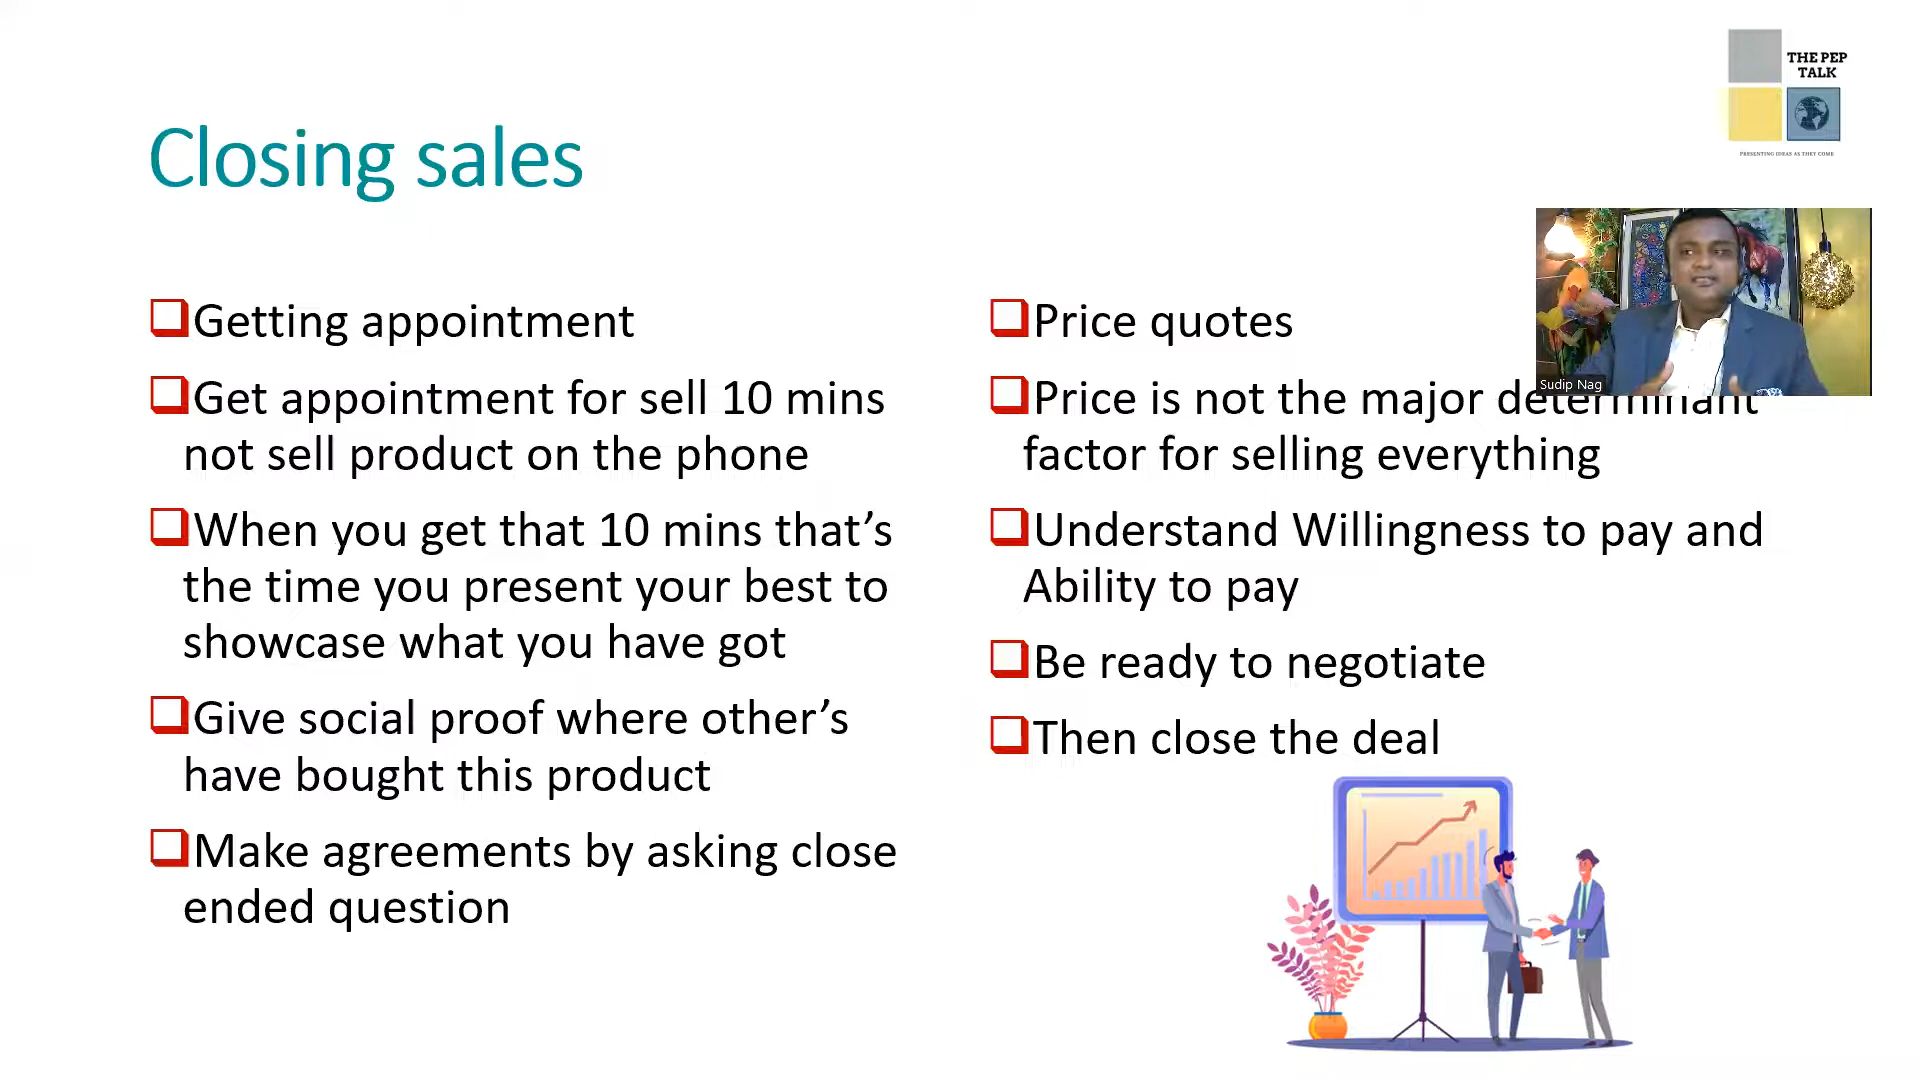 THE PEP
TALK
PRESENTING IDEAS AS THEY COME
Closing sales
Getting appointment
Get appointment for sell 10 mins
not sell product on the phone
When you get that 10 mins that’s
the time you present your best to
showcase what you have got
Give social proof where other’s
have bought this product
Make agreements by asking close
ended question
Price quotes
Price is not the major determinant
factor for selling everything
Understand Willingness to pay and
Ability to pay
Be ready to negotiate
Then close the deal
Sudip Nag